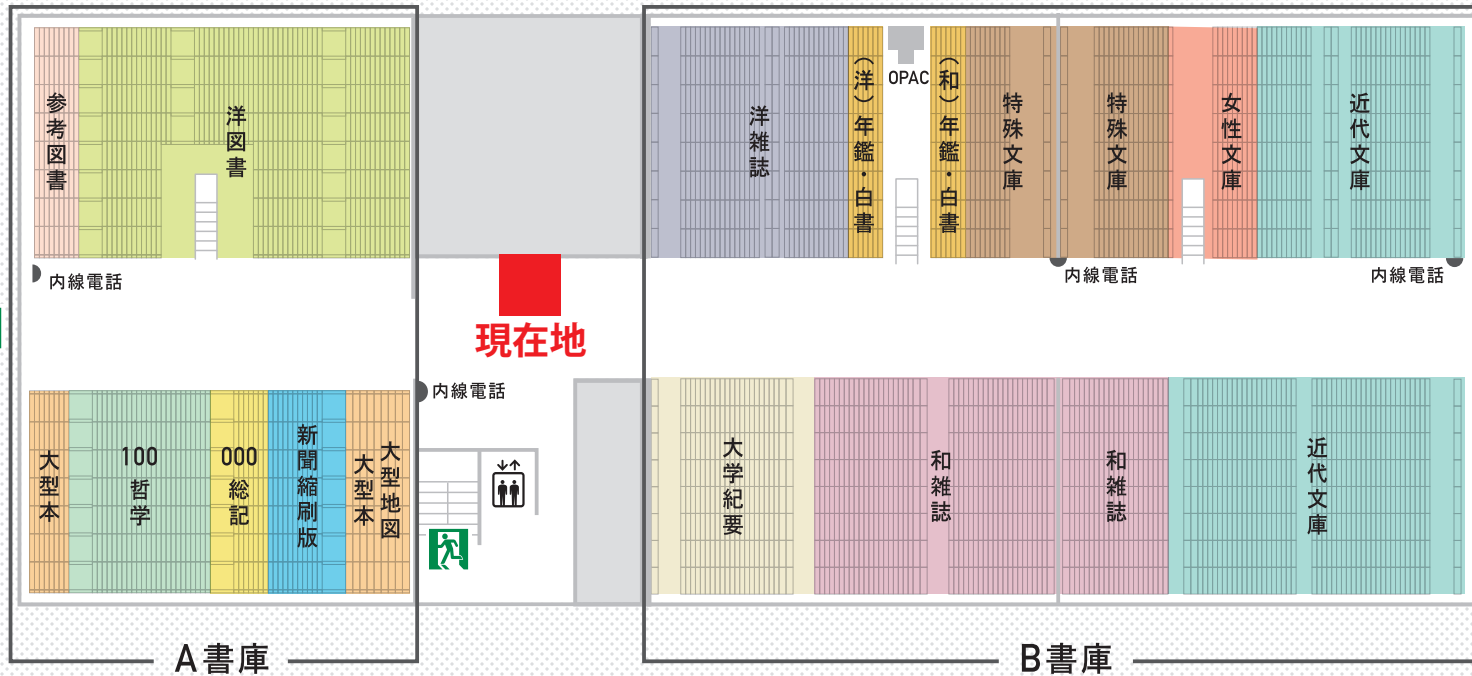 参考図書
洋図書
内線電話
大型本
100
哲学
000
総記
新聞縮刷版
大型本
大型地図
A書庫
現在地
内線電話
洋雑誌
(洋)年鑑・白書
OPAC
(和)年鑑・白書
特殊文庫
特殊文庫
女性文庫
近代文庫
内線電話
内線電話
大学紀要
和雑誌
和雑誌
近代文庫
B書庫